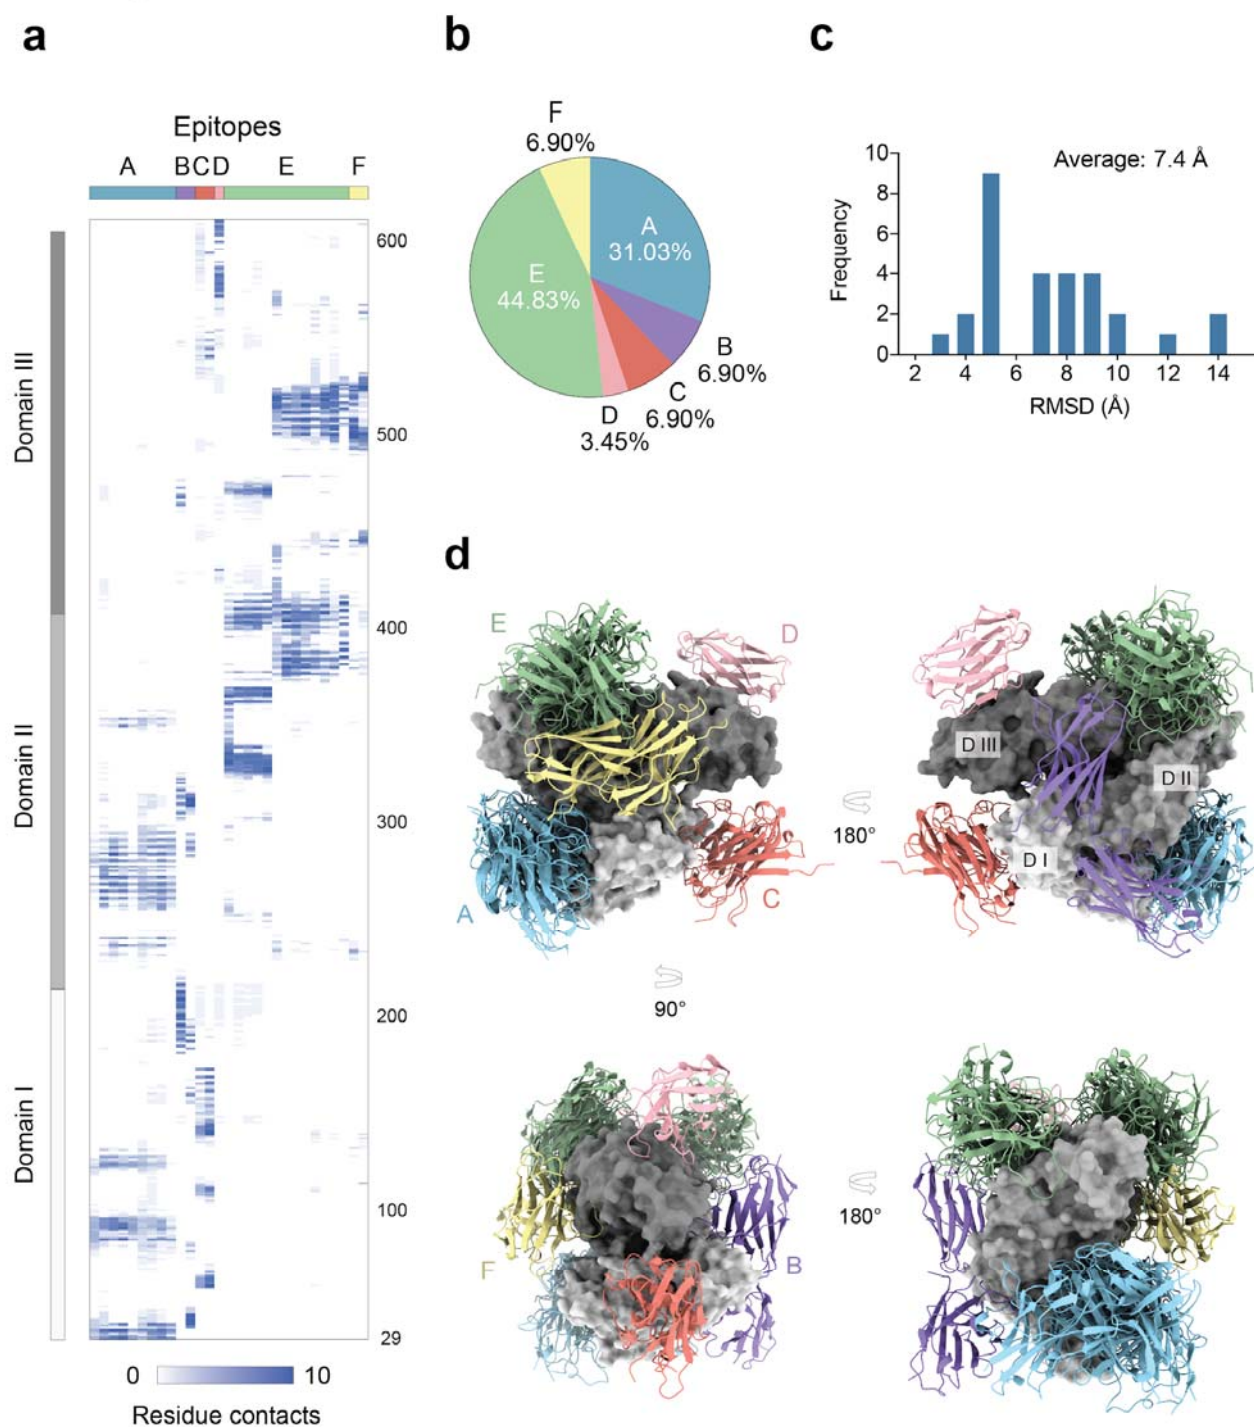 a
Epitopes
A B C D E F
Domain III
Domain II
Domain I
600
500
400
300
200
100
29
0 10
Residue contacts
b
F
6.90%
A
31.03%
E
44.83%
B
6.90%
C
6.90%
D
3.45%
c
Average: 7.4 Å
Frequency
10
8
6
4
2
0
2 4 6 8 10 12 14
RMSD (Å)
d
E
D
A
C
180°
D III
D II
D I
90°
F
B
180°